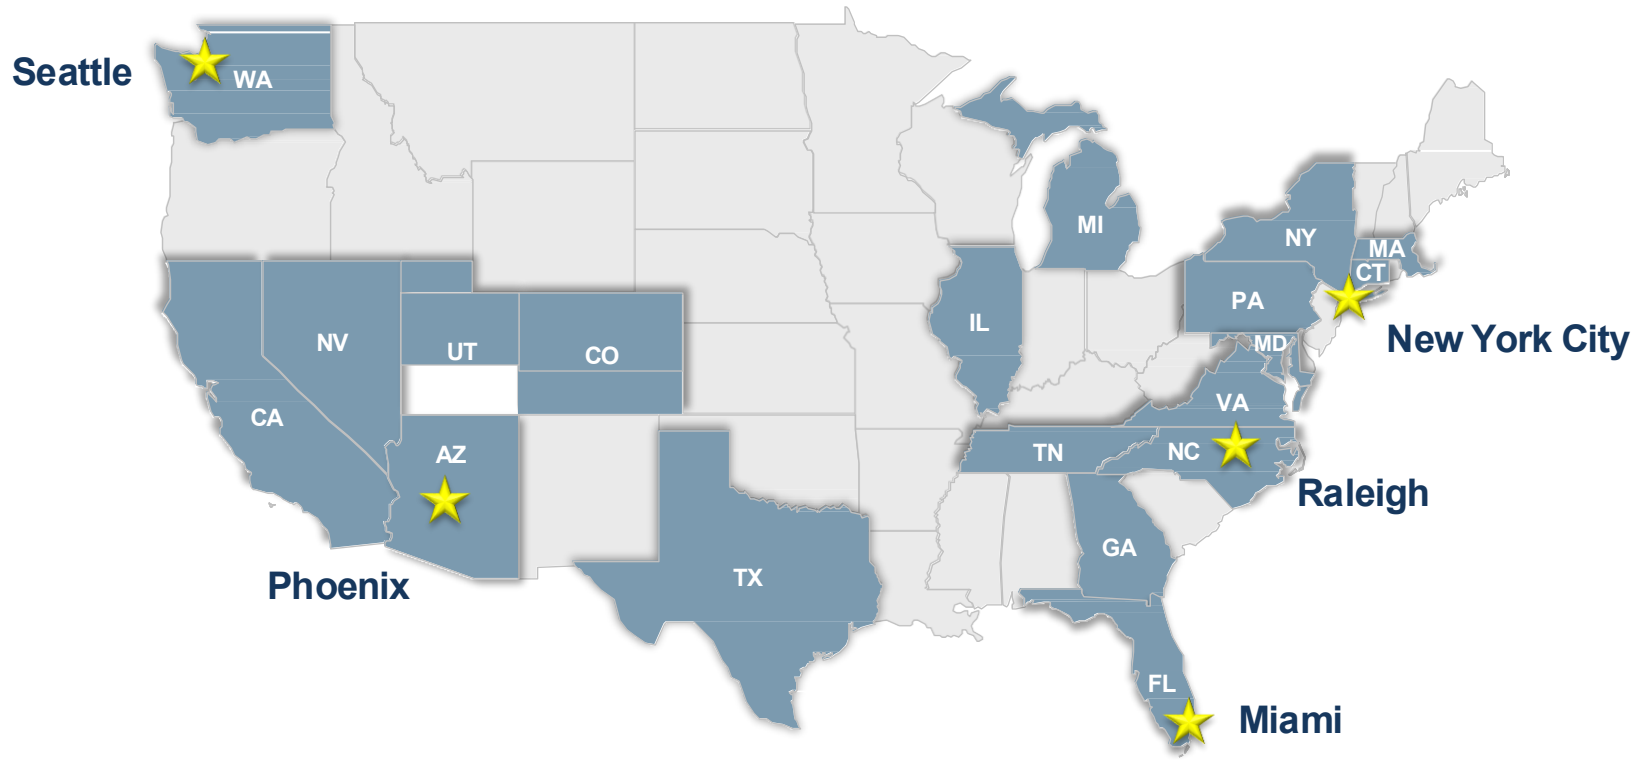 Seattle
WA
MI
NY
MA
CT
PA
IL
NV
UT
CO
MD
New York City
CA
VA
AZ
TN
NC
Raleigh
GA
Phoenix
TX
FL
Miami